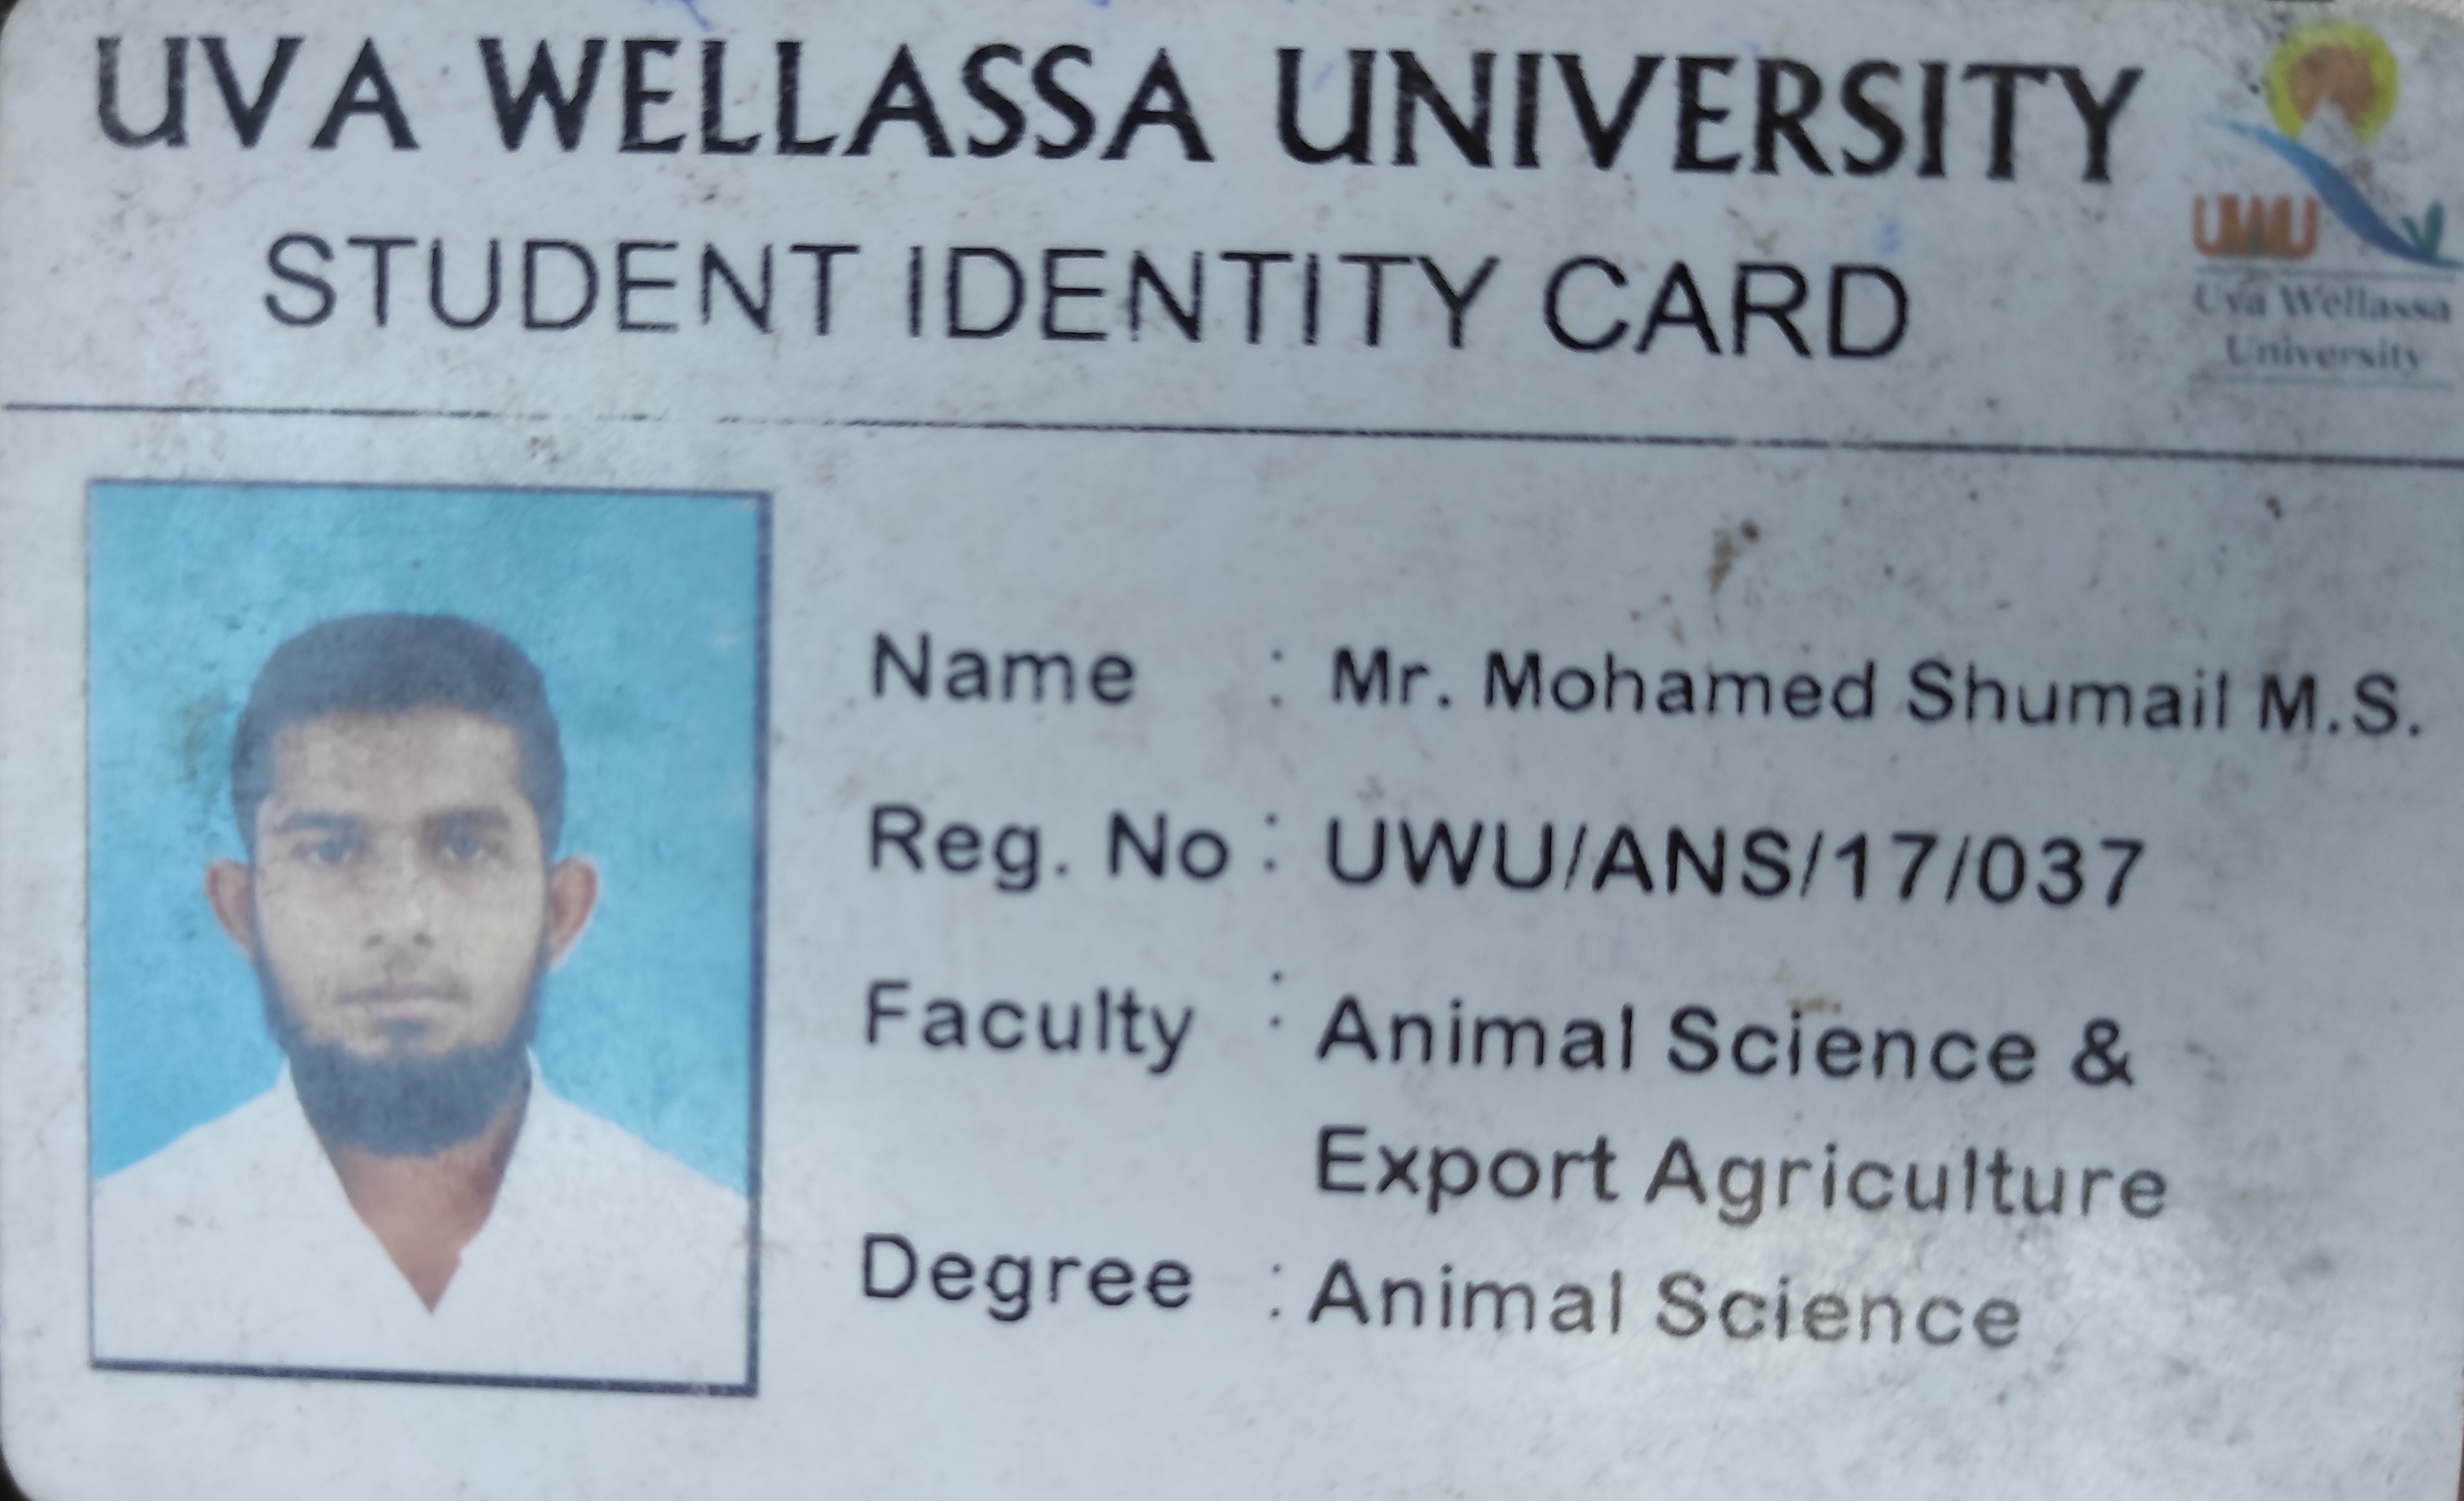 UVA WELLASSA UNIVERSITY
STUDENT IDENTITY CARD
UWU
Uva Wellassa
University
Name : Mr. Mohamed Shumail M.S.
Reg. No : UWU/ANS/17/037
Faculty : Animal Science &
Export Agriculture
Degree : Animal Science